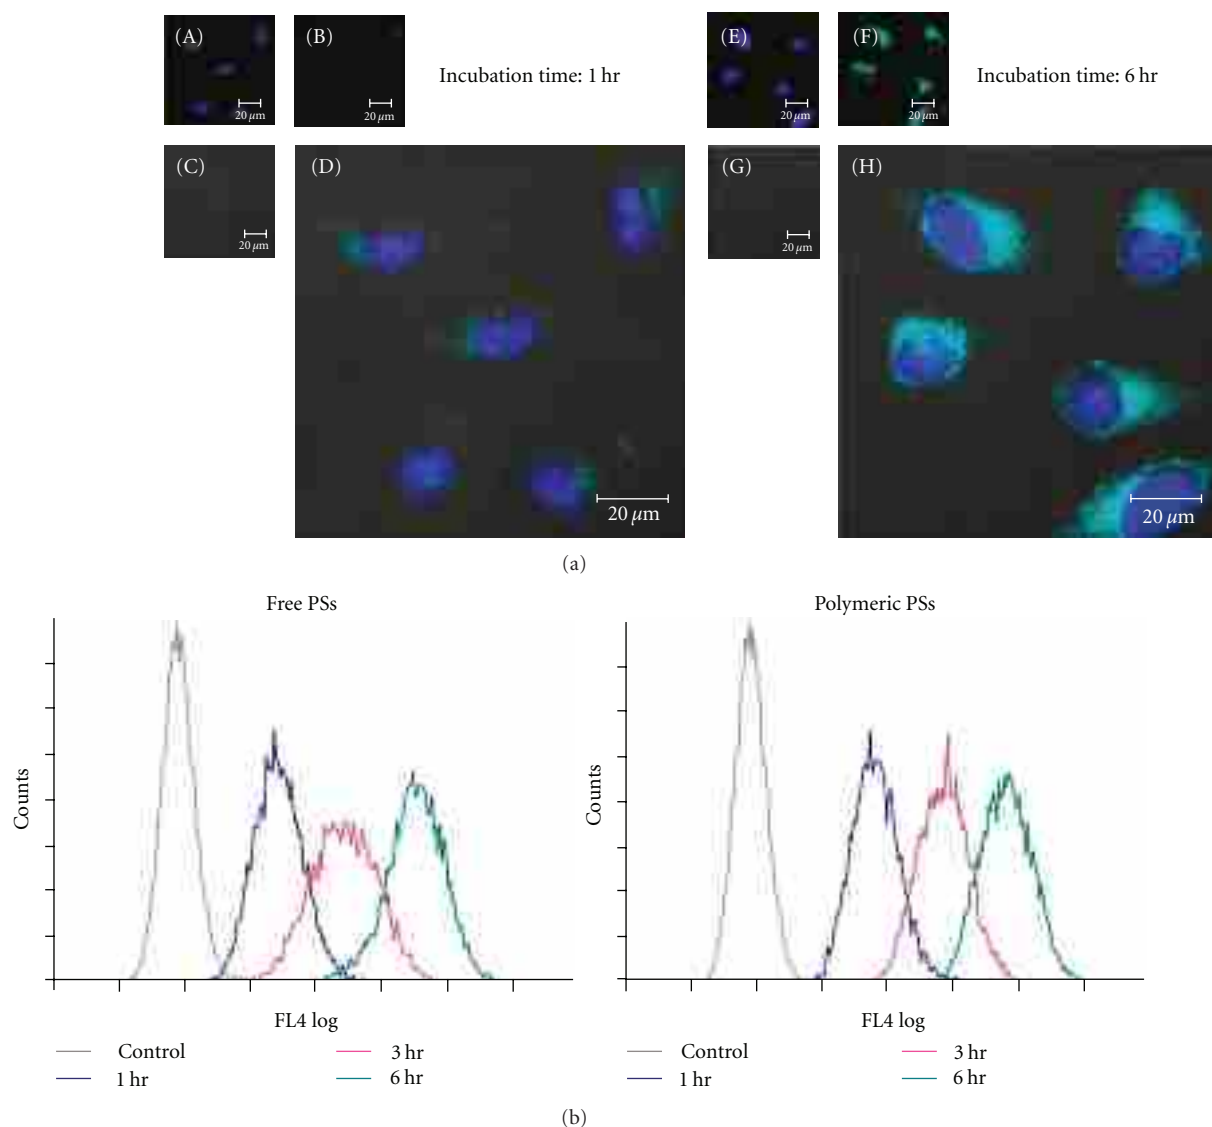 (A)
20 μm
(B)
20 μm
Incubation time: 1 hr
(C)
20 μm
(D)
20 μm
(E)
20 μm
(F)
20 μm
Incubation time: 6 hr
(G)
20 μm
(H)
20 μm
(a)
Free PSs
Counts
FL4 log
Control
1 hr
3 hr
6 hr
Polymeric PSs
Counts
FL4 log
Control
1 hr
3 hr
6 hr
(b)